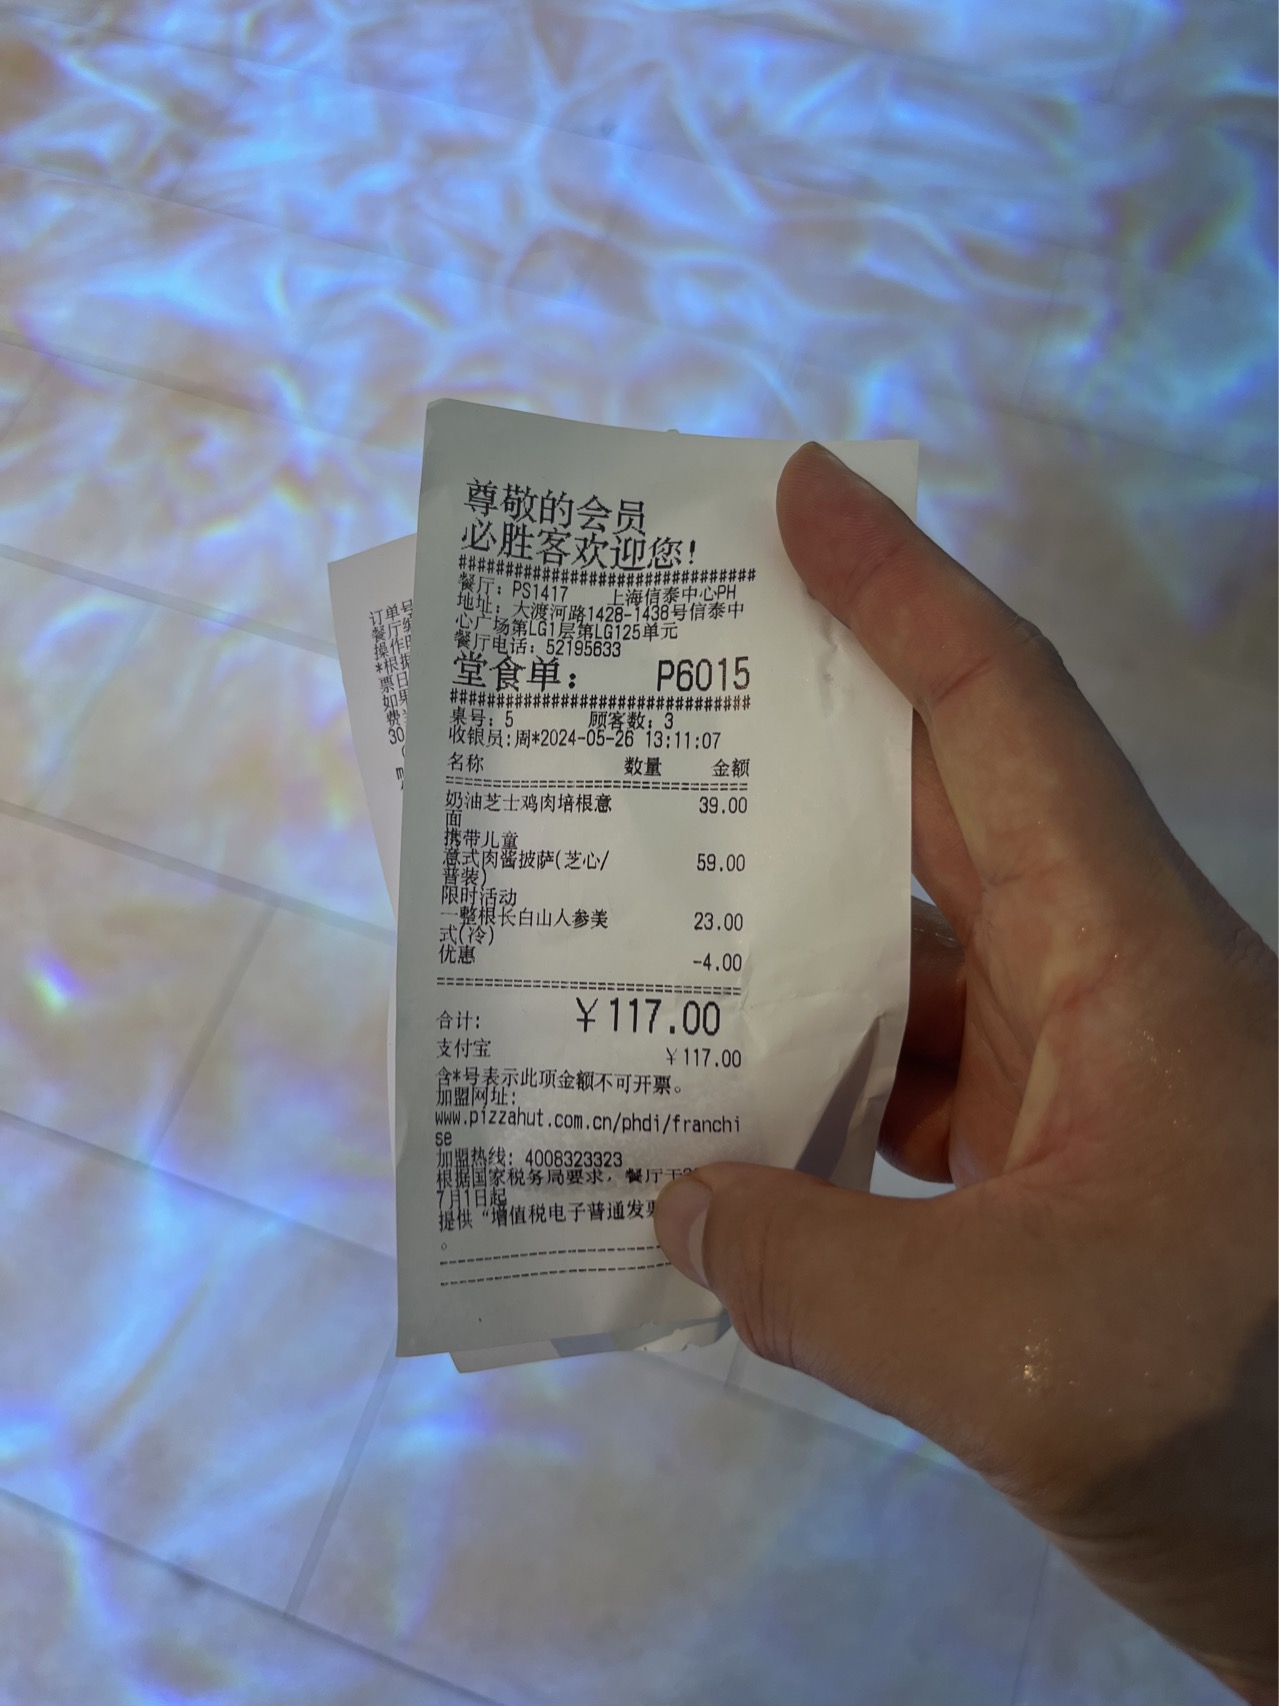 尊敬的会员
必胜客欢迎您!
################################
餐厅: PS1417 上海信泰中心PH
地址: 大渡河路1428-1438号信泰中
心广场第LG1层第LG125单元
餐厅电话: 52195633
堂食单: P6015
################################
桌号: 5 顾客数: 3
收银员:周*2024-05-26 13:11:07
名称 数量 金额
================================
奶油芝士鸡肉培根意 39.00
面
携带儿童
意式肉酱披萨(芝心/ 59.00
普装)
限时活动
一整根长白山人参美 23.00
式(冷)
优惠 -4.00
================================
合计: ¥117.00
支付宝 ¥117.00
含*号表示此项金额不可开票。
加盟网址:
www.pizzahut.com.cn/phdi/franchi
se
加盟热线: 4008323323
根据国家税务局要求, 餐厅于
7月1日起
提供“增值税电子普通发票
。
订单号
餐厅
操作
*根据
票日
如果
费
30
m